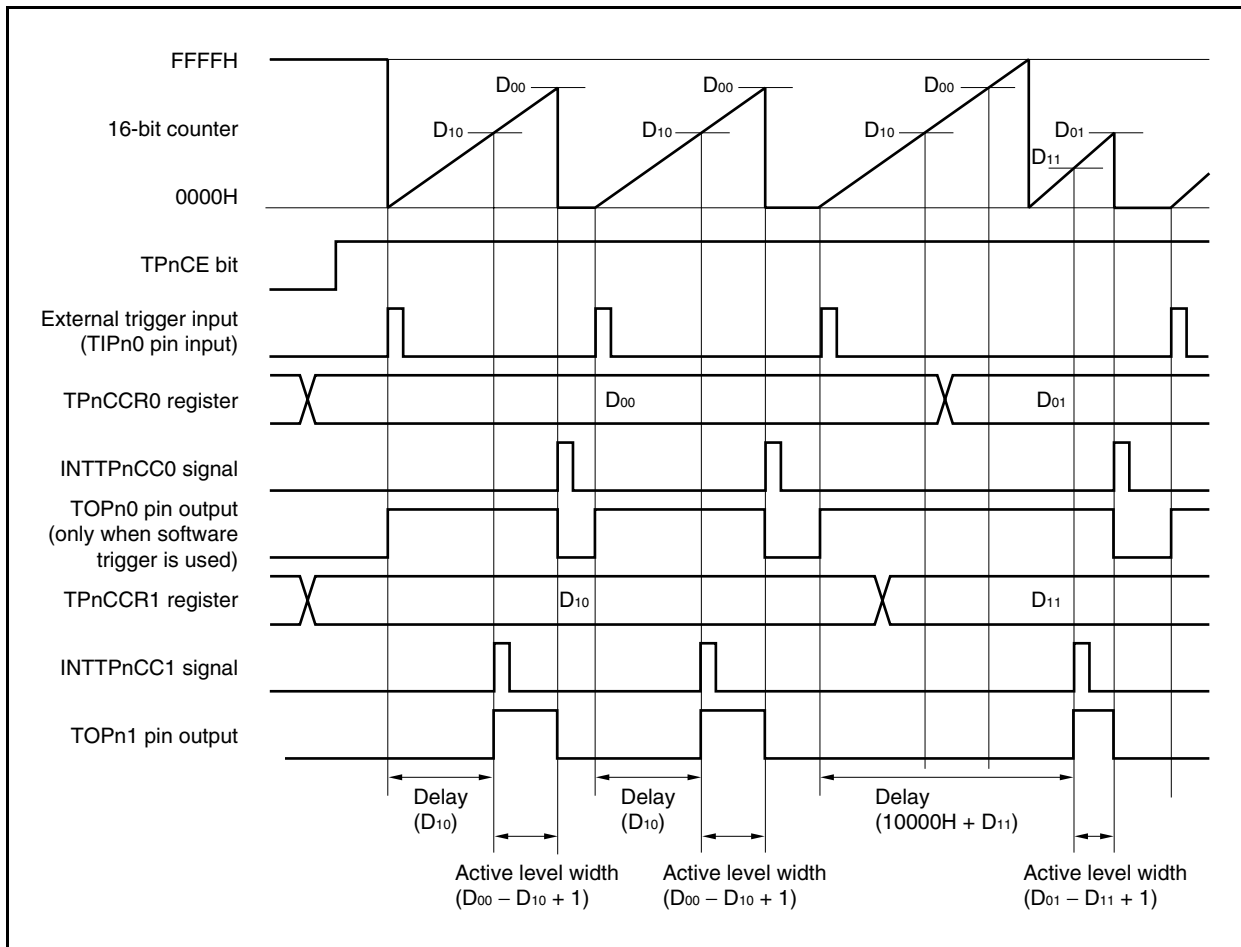 FFFFH
D00
D00
D00
16-bit counter
D10
D10
D10
D01
D11
0000H
TPnCE bit
External trigger input
(TIPn0 pin input)
TPnCCR0 register
D00
D01
INTTPnCC0 signal
TOPn0 pin output
(only when software
trigger is used)
TPnCCR1 register
D10
D11
INTTPnCC1 signal
TOPn1 pin output
Delay
(D10)
Delay
(D10)
Delay
(10000H + D11)
Active level width
(D00 − D10 + 1)
Active level width
(D00 − D10 + 1)
Active level width
(D01 − D11 + 1)